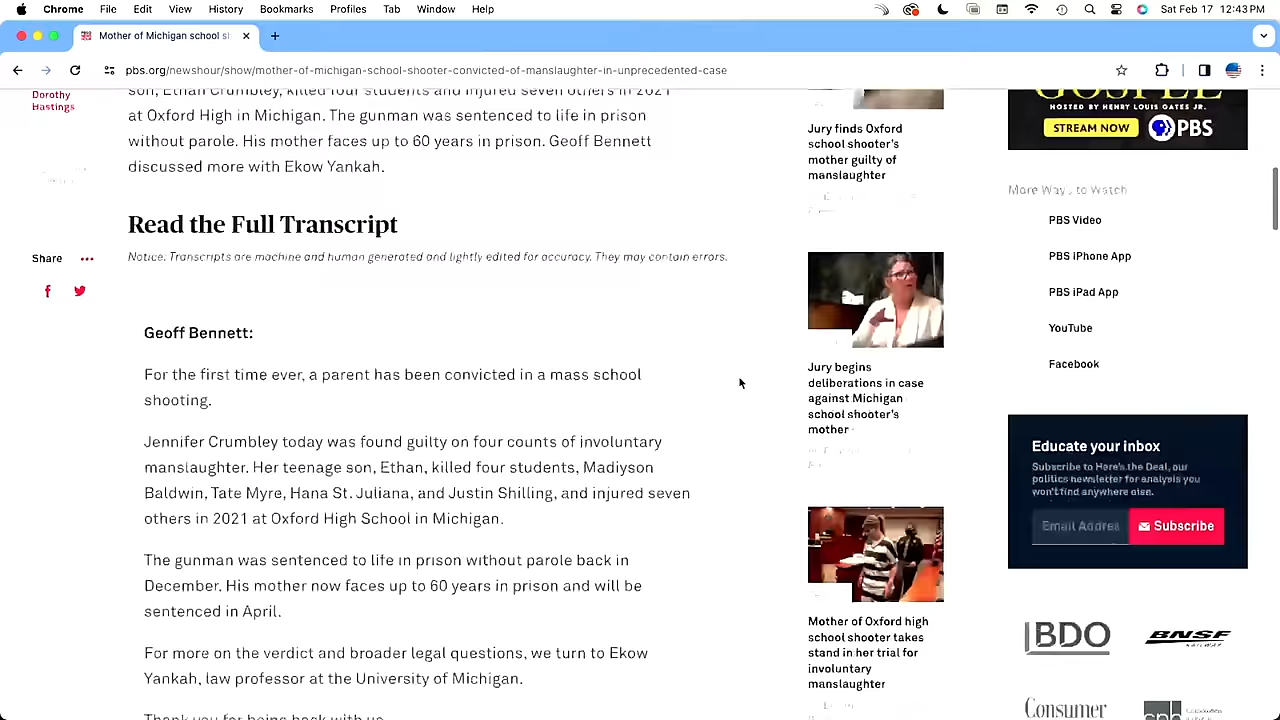 Chrome File Edit View History Bookmarks Profiles Tab Window Help Sat Feb 17 12:43 PM
Mother of Michigan school s
pbs.org/newshour/show/mother-of-michigan-school-shooter-convicted-of-manslaughter-in-unprecedented-case
Dorothy
Hastings
Share
son, Ethan Crumbley, killed four students and injured seven others in 2021
at Oxford High in Michigan. The gunman was sentenced to life in prison
without parole. His mother faces up to 60 years in prison. Geoff Bennett
discussed more with Ekow Yankah.
Read the Full Transcript
Notice: Transcripts are machine and human generated and lightly edited for accuracy. They may contain errors.
Geoff Bennett:
For the first time ever, a parent has been convicted in a mass school
shooting.
Jennifer Crumbley today was found guilty on four counts of involuntary
manslaughter. Her teenage son, Ethan, killed four students, Madiyson
Baldwin, Tate Myre, Hana St. Juliana, and Justin Shilling, and injured seven
others in 2021 at Oxford High School in Michigan.
The gunman was sentenced to life in prison without parole back in
December. His mother now faces up to 60 years in prison and will be
sentenced in April.
For more on the verdict and broader legal questions, we turn to Ekow
Yankah, law professor at the University of Michigan.
Thank you for being back with us.
Jury finds Oxford
school shooter's
mother guilty of
manslaughter
Jury begins
deliberations in case
against Michigan
school shooter's
mother
Mother of Oxford high
school shooter takes
stand in her trial for
involuntary
manslaughter
GOSPEL
HOSTED BY HENRY LOUIS GATES JR.
STREAM NOW PBS
More Ways to Watch
PBS Video
PBS iPhone App
PBS iPad App
YouTube
Facebook
Educate your inbox
Subscribe to Here's the Deal, our
politics newsletter for analysis you
won't find anywhere else.
Email Addres Subscribe
BDO
BNSF
RAILWAY
Consumer